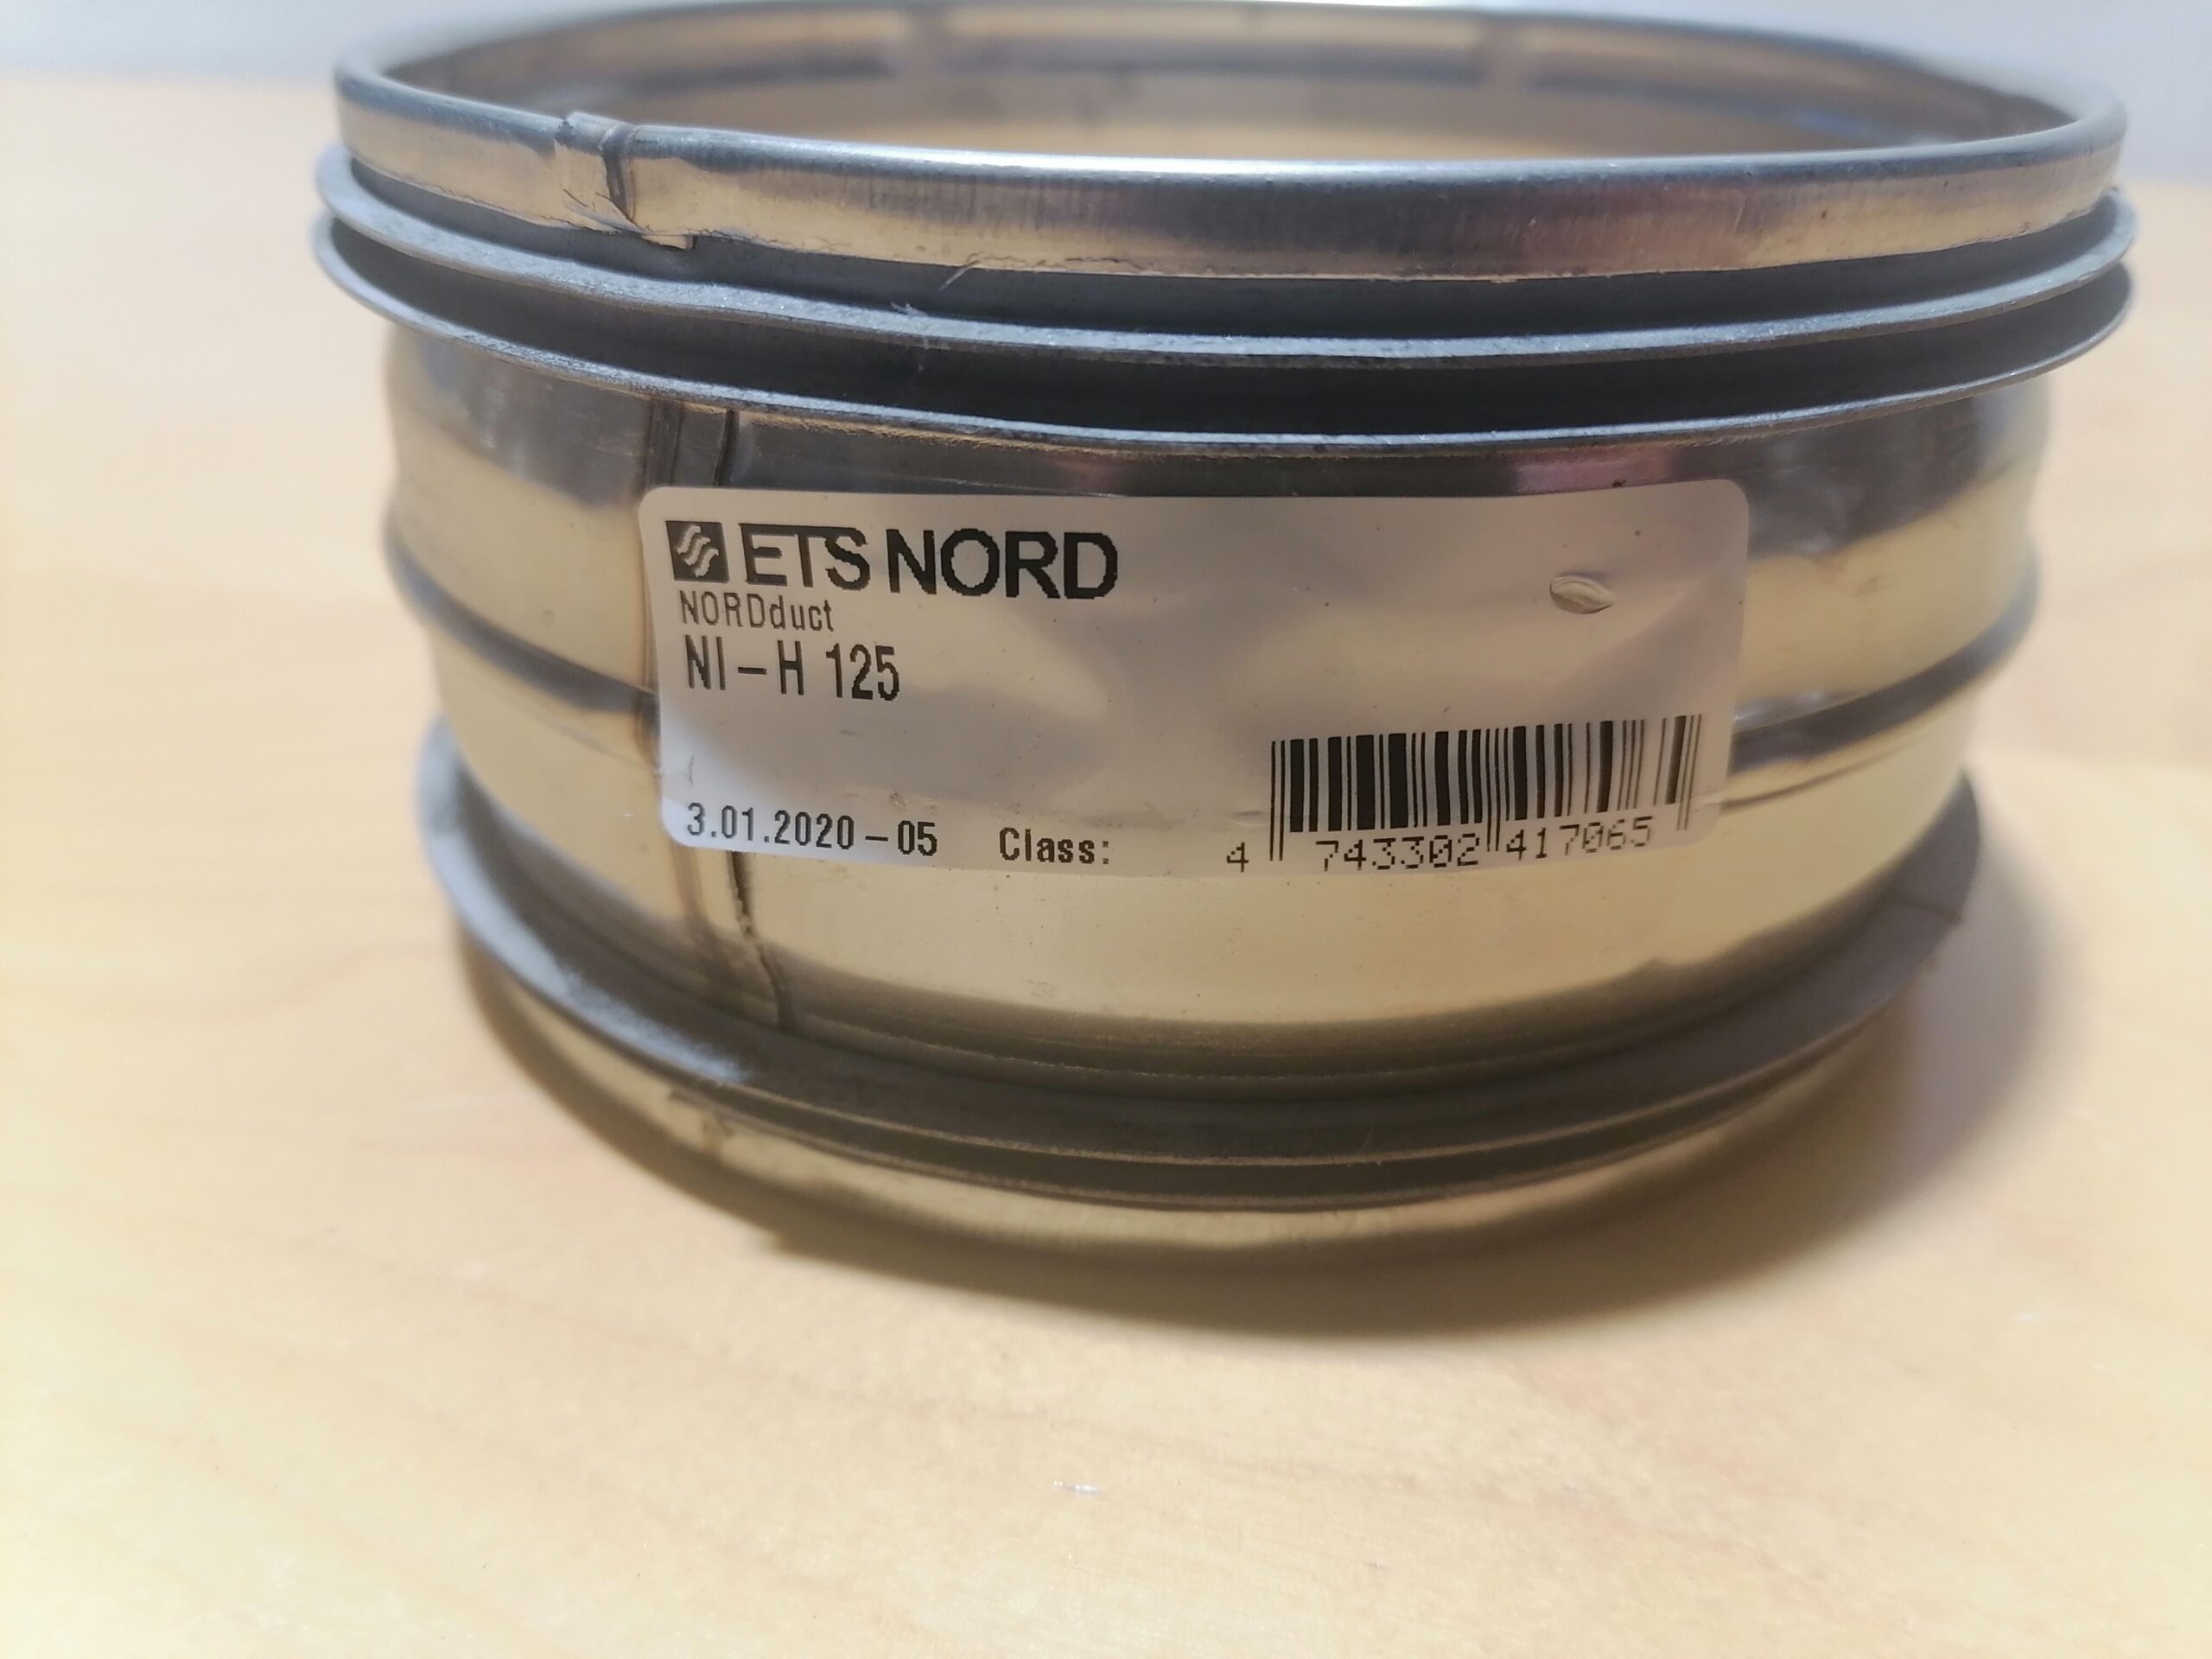 ETS NORD
NORDduct
NI-H 125
3.01.2020-05 Class:
4 743302 417065